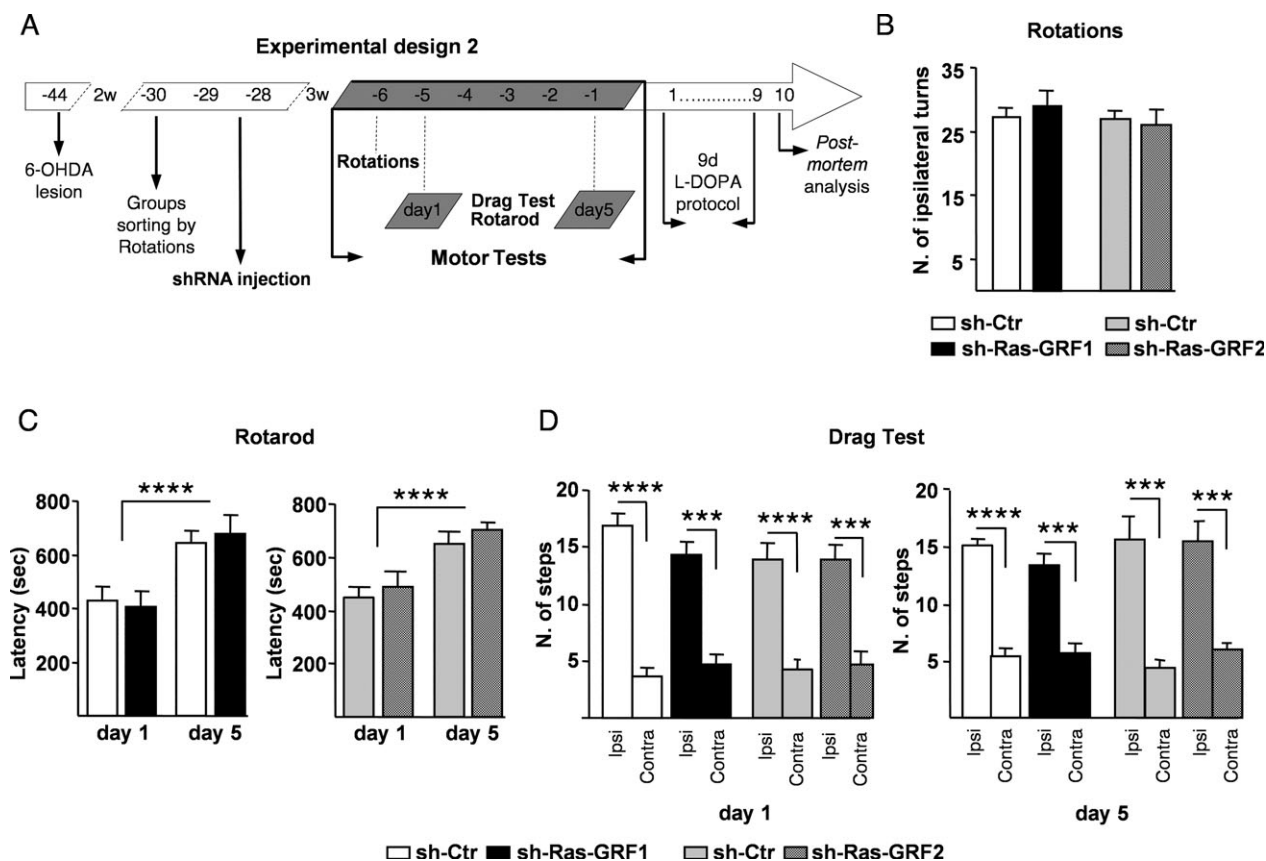 A
Experimental design 2
-44
2w
-30 -29 -28
3w
-6 -5 -4 -3 -2 -1
1..............9 10
6-OHDA
lesion
Groups
sorting by
Rotations
shRNA injection
Rotations
day1
Drag Test
Rotarod
day5
Motor Tests
9d
L-DOPA
protocol
Post-
mortem
analysis
B
Rotations
N. of ipsilateral turns
35
25
15
5
sh-Ctr
sh-Ras-GRF1
sh-Ctr
sh-Ras-GRF2
C
Rotarod
Latency (sec)
800
600
400
200
****
day 1 day 5
Latency (sec)
800
600
400
200
****
day 1 day 5
D
Drag Test
N. of steps
20
15
10
5
**** *** **** ***
Ipsi Contra Ipsi Contra Ipsi Contra Ipsi Contra
day 1
N. of steps
20
15
10
5
**** *** *** ***
Ipsi Contra Ipsi Contra Ipsi Contra Ipsi Contra
day 5
sh-Ctr sh-Ras-GRF1 sh-Ctr sh-Ras-GRF2